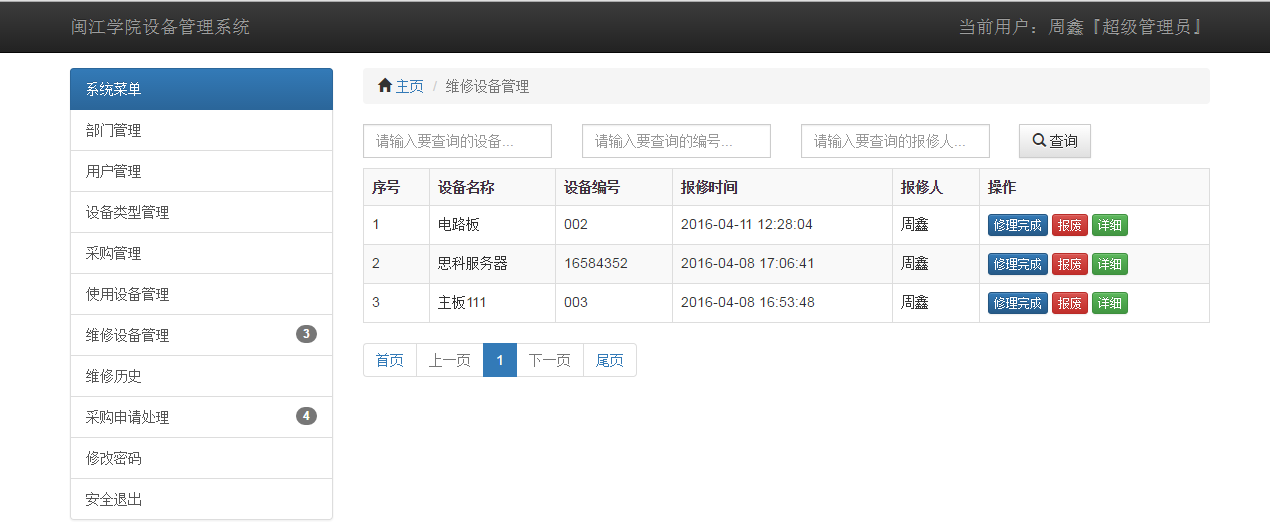 闽江学院设备管理系统
当前用户：周鑫『超级管理员』
系统菜单
部门管理
用户管理
设备类型管理
采购管理
使用设备管理
维修设备管理 3
维修历史
采购申请处理 4
修改密码
安全退出
主页 / 维修设备管理
请输入要查询的设备... 请输入要查询的编号... 请输入要查询的报修人... 查询
序号 设备名称 设备编号 报修时间 报修人 操作
1 电路板 002 2016-04-11 12:28:04 周鑫 修理完成 报废 详细
2 思科服务器 16584352 2016-04-08 17:06:41 周鑫 修理完成 报废 详细
3 主板111 003 2016-04-08 16:53:48 周鑫 修理完成 报废 详细
首页 上一页 1 下一页 尾页